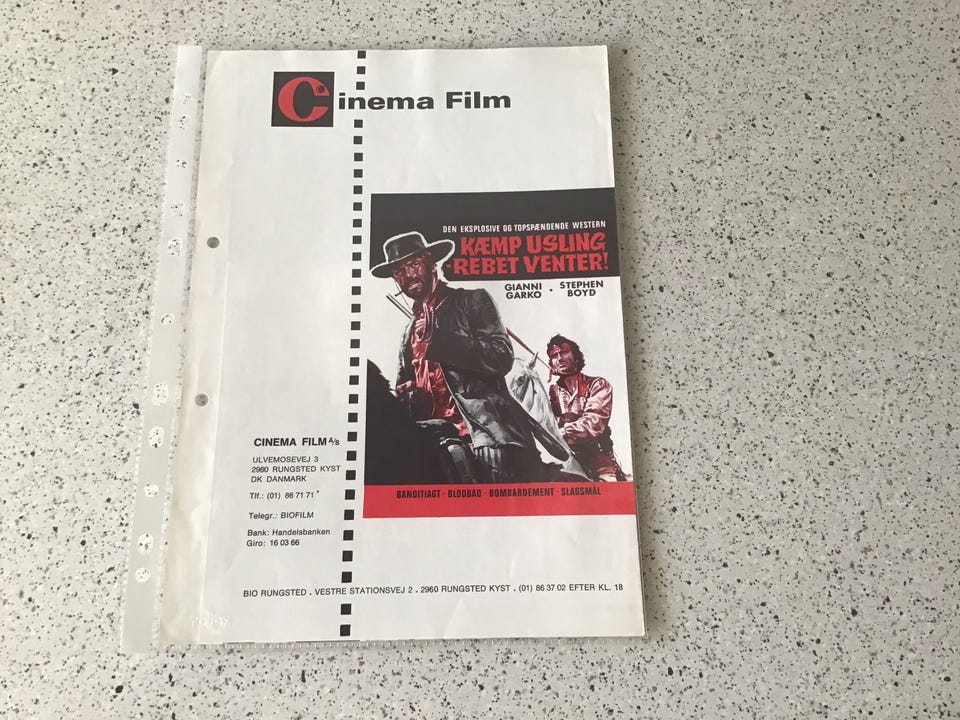 Cinema Film
DEN EKSPLOSIVE OG TOPSPÆNDENDE WESTERN
KÆMP USLING
-REBET VENTER!
GIANNI GARKO · STEPHEN BOYD
BANDITJAGT · BLODBAD · BOMBARDEMENT · SLAGSMÅL
CINEMA FILM A/S
ULVEMOSEVEJ 3
2960 RUNGSTED KYST
DK DANMARK
Tlf.: (01) 86 71 71*
Telegr.: BIOFILM
Bank: Handelsbanken
Giro: 16 03 66
BIO RUNGSTED . VESTRE STATIONSVEJ 2 . 2960 RUNGSTED KYST . (01) 86 37 02 EFTER KL. 18